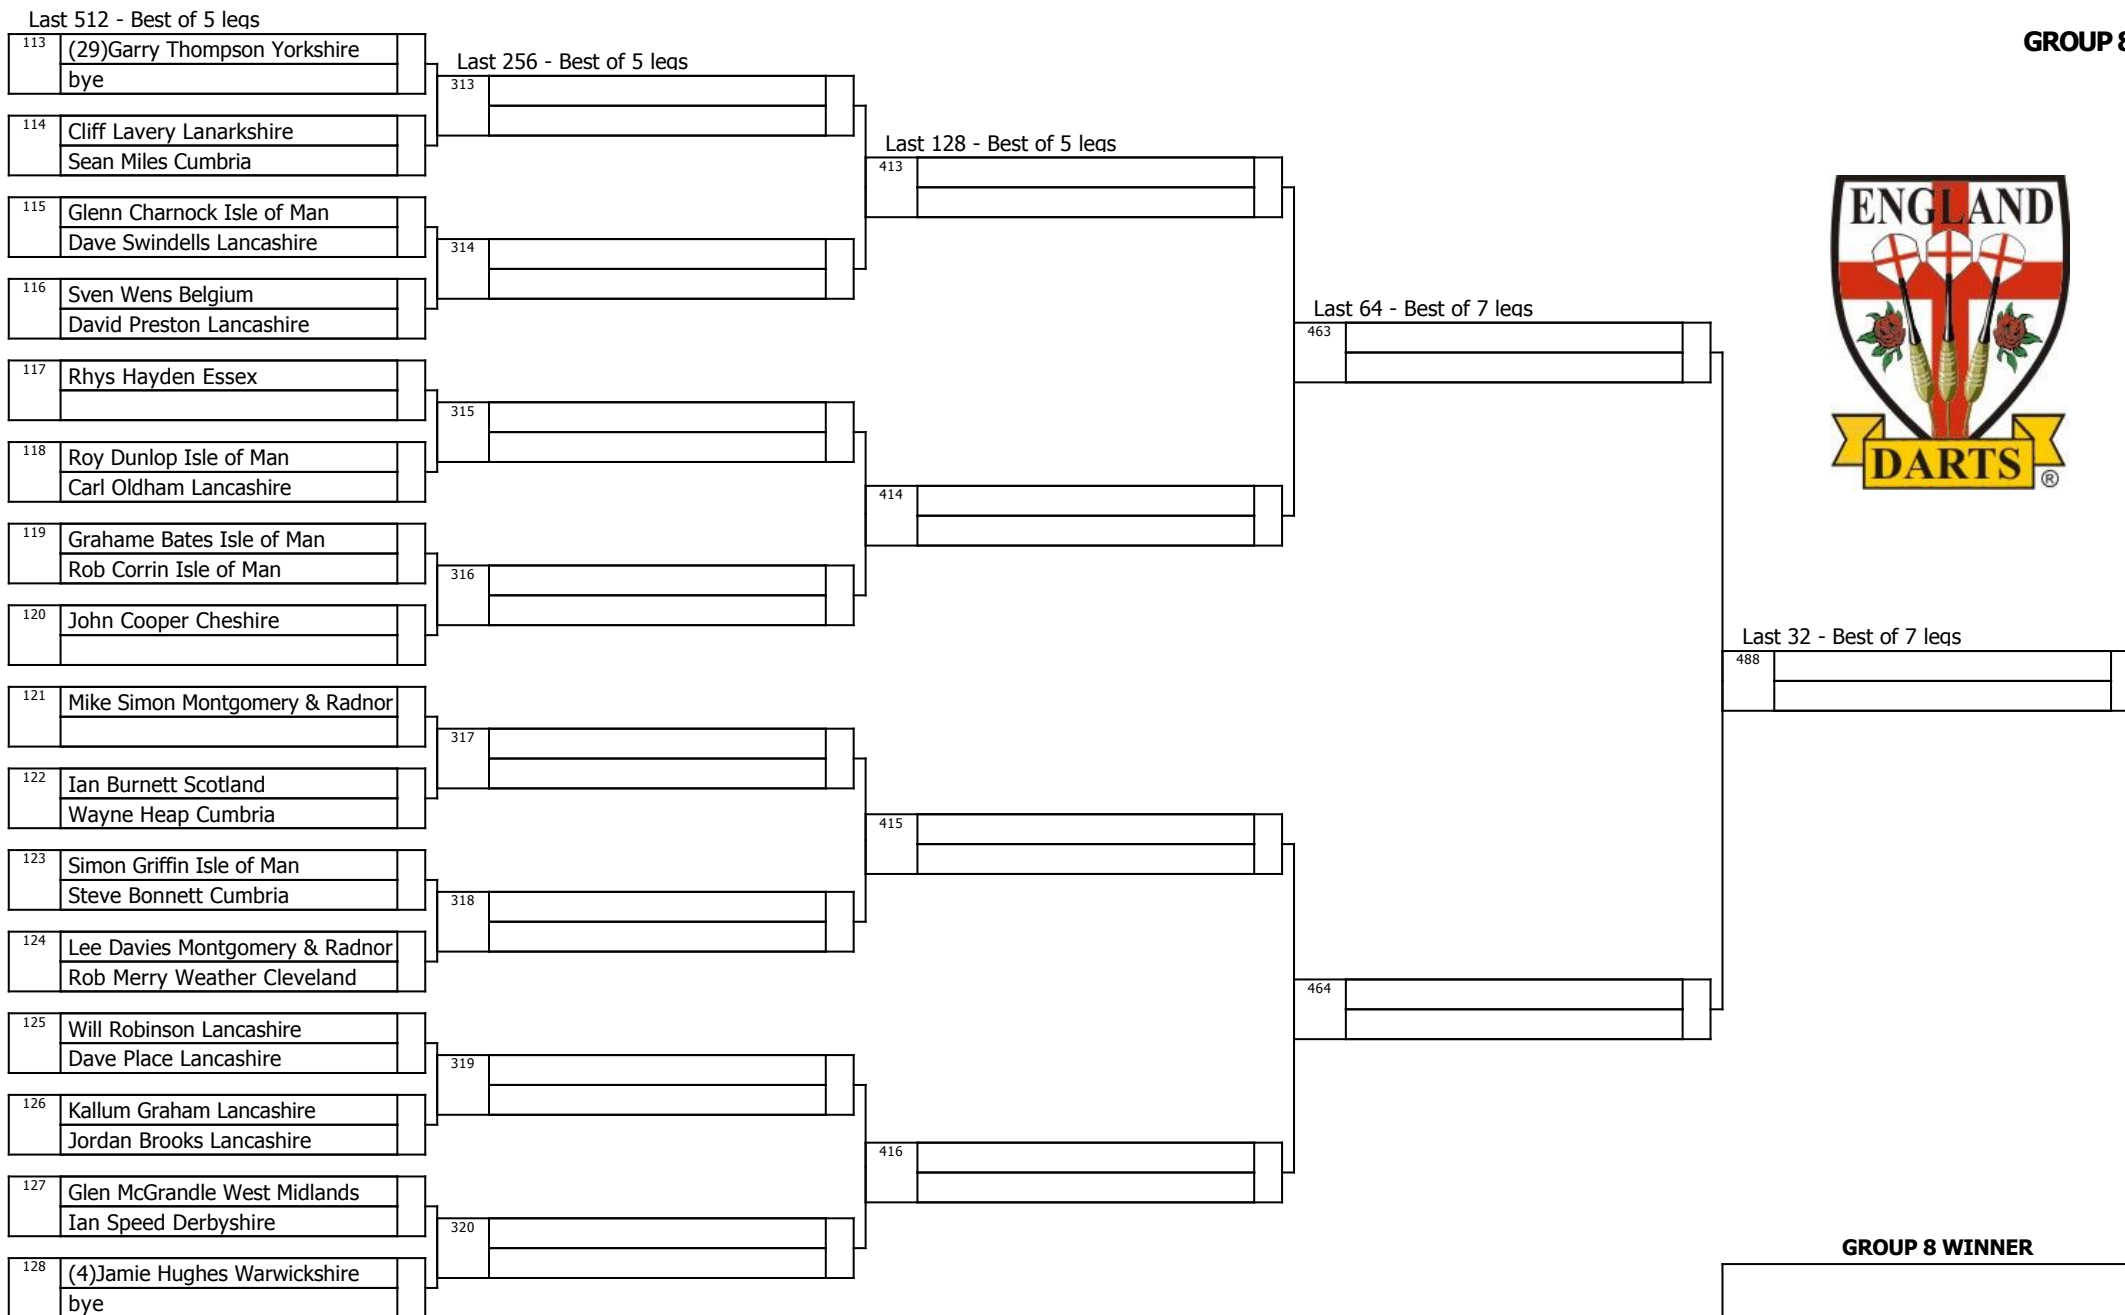 Last 512 - Best of 5 legs
GROUP 8
113
(29)Garry Thompson Yorkshire
bye
114
Cliff Lavery Lanarkshire
Sean Miles Cumbria
115
Glenn Charnock Isle of Man
Dave Swindells Lancashire
116
Sven Wens Belgium
David Preston Lancashire
117
Rhys Hayden Essex
118
Roy Dunlop Isle of Man
Carl Oldham Lancashire
119
Grahame Bates Isle of Man
Rob Corrin Isle of Man
120
John Cooper Cheshire
121
Mike Simon Montgomery & Radnor
122
Ian Burnett Scotland
Wayne Heap Cumbria
123
Simon Griffin Isle of Man
Steve Bonnett Cumbria
124
Lee Davies Montgomery & Radnor
Rob Merry Weather Cleveland
125
Will Robinson Lancashire
Dave Place Lancashire
126
Kallum Graham Lancashire
Jordan Brooks Lancashire
127
Glen McGrandle West Midlands
Ian Speed Derbyshire
128
(4)Jamie Hughes Warwickshire
bye
Last 256 - Best of 5 legs
313
314
315
316
317
318
319
320
Last 128 - Best of 5 legs
413
414
415
416
Last 64 - Best of 7 legs
463
464
ENGLAND
DARTS ®
Last 32 - Best of 7 legs
488
GROUP 8 WINNER